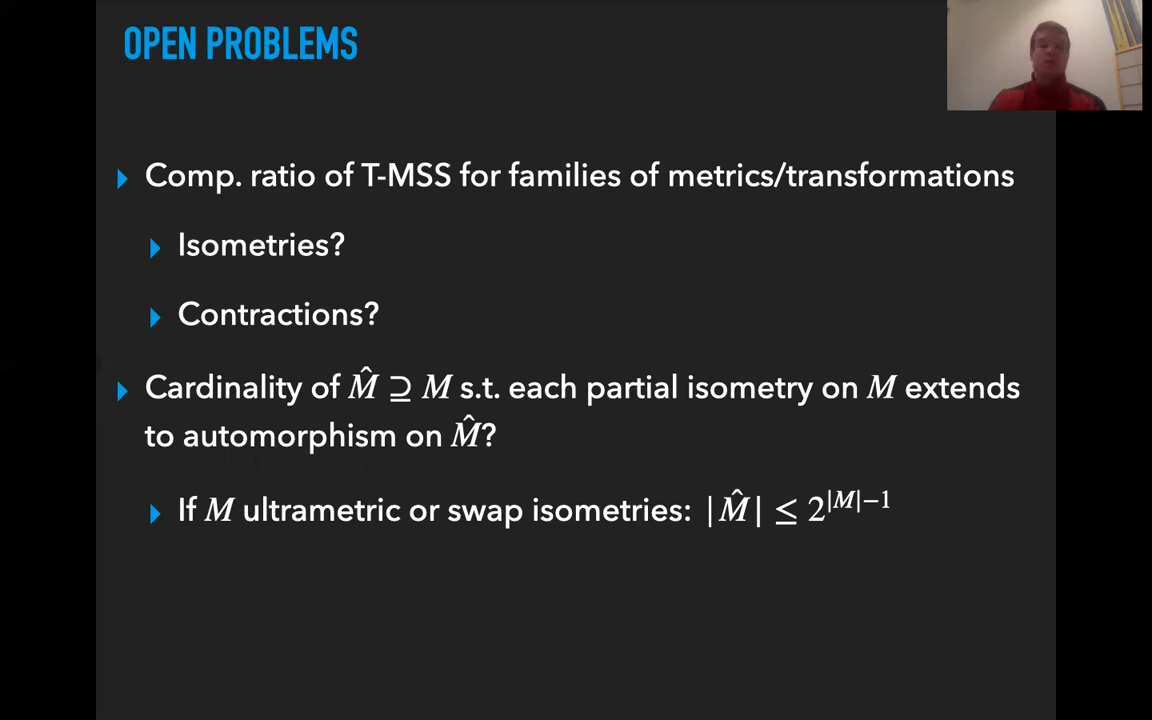 OPEN PROBLEMS
Comp. ratio of T-MSS for families of metrics/transformations
Isometries?
Contractions?
Cardinality of M̂ ⊇ M s.t. each partial isometry on M extends
to automorphism on M̂?
If M ultrametric or swap isometries: |M̂| ≤ 2^{|M|−1}